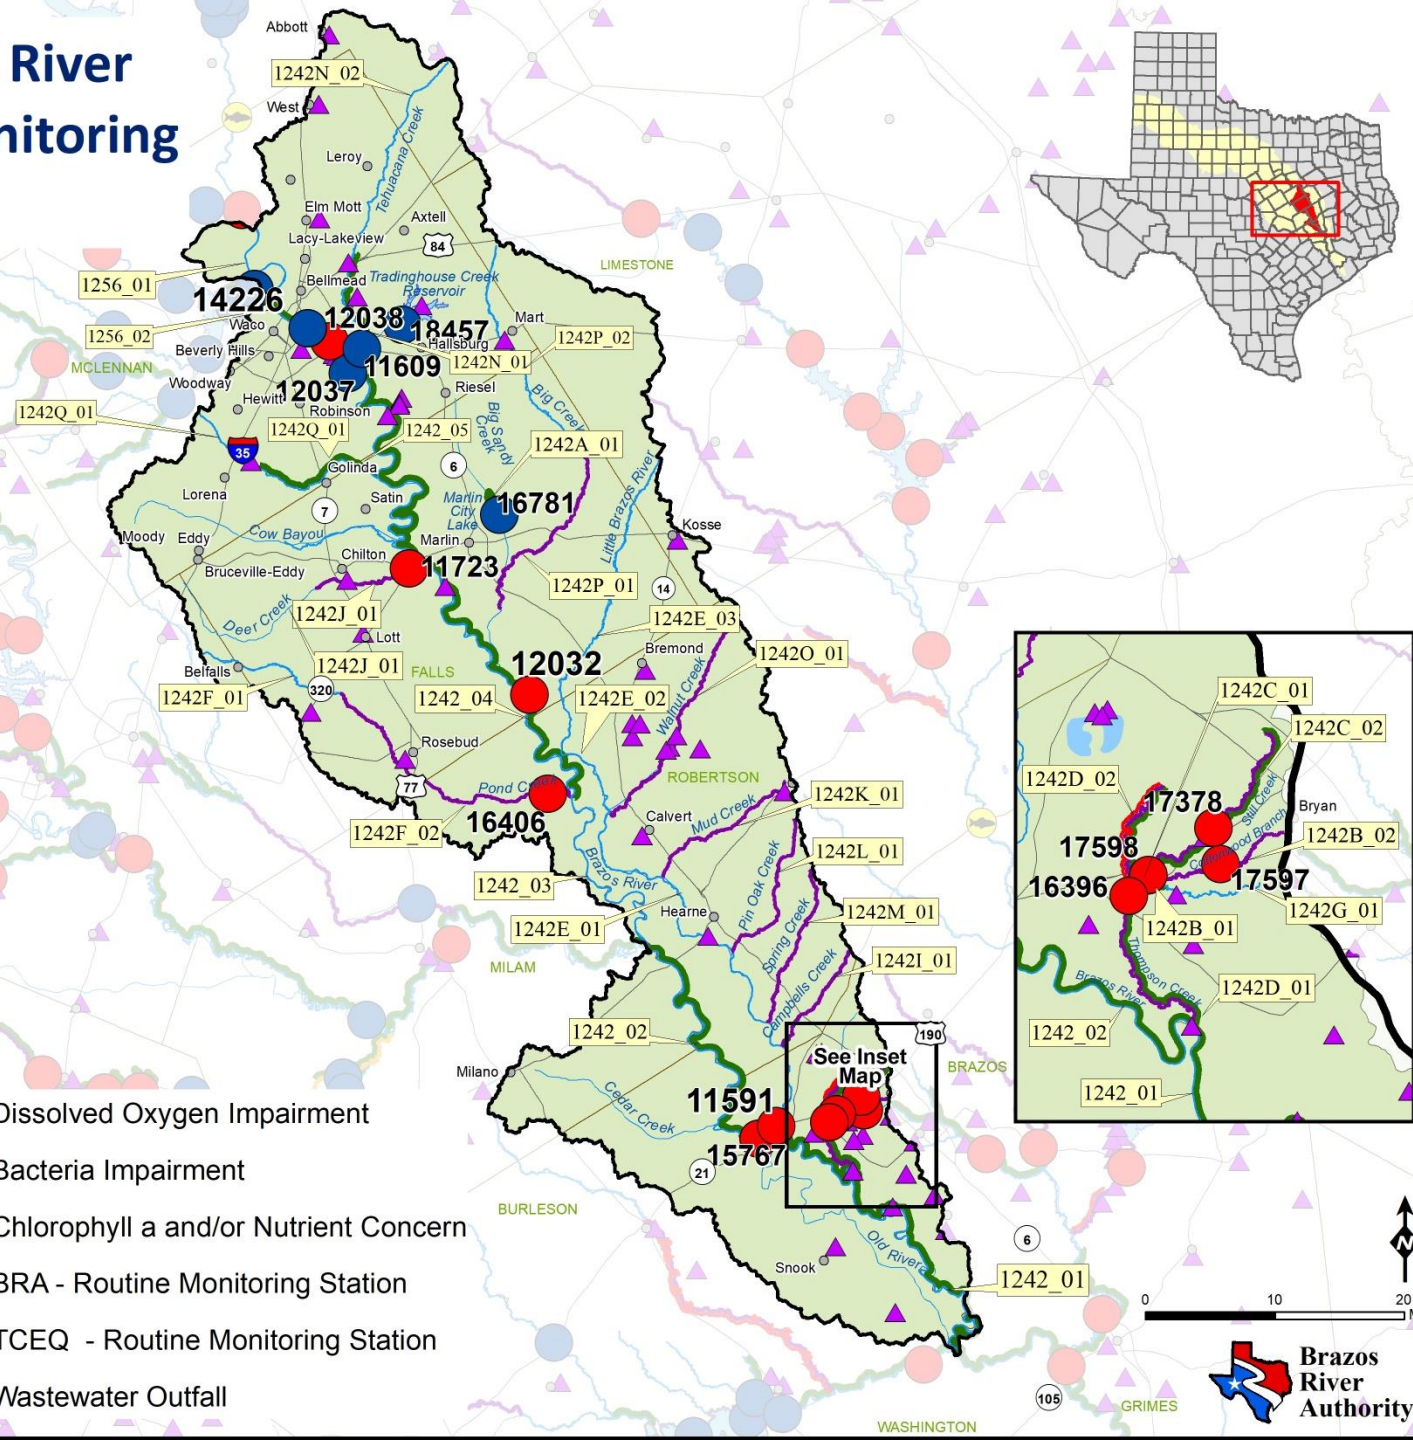 River
nitoring
Abbott
1242N_02
West
Leroy
Tehuacana Creek
Elm Mott
Axtell
Lacy-Lakeview
84
LIMESTONE
1256_01
Bellmead
Tradinghouse Creek
Reservoir
14226
12038
18457
Mart
1256_02
Waco
Hallsburg
1242P_02
Beverly Hills
1242N_01
MCLENNAN
11609
Woodway
12037
Riesel
Hewitt
Robinson
Big Creek
1242Q_01
1242Q_01
1242_05
Big Sandy
Creek
1242A_01
35
6
Golinda
Lorena
Satin
Marlin
City
Lake
16781
Little Brazos River
7
Moody
Eddy
Cow Bayou
Marlin
Kosse
Bruceville-Eddy
Chilton
11723
1242P_01
14
Deer Creek
1242J_01
1242E_03
Lott
Bremond
1242O_01
Belfalls
1242J_01
FALLS
12032
1242F_01
320
1242_04
1242E_02
Walnut Creek
Rosebud
ROBERTSON
77
Pond Creek
1242K_01
1242F_02
16406
Calvert
Mud Creek
1242L_01
Brazos River
1242_03
Pin Oak Creek
1242E_01
Hearne
1242M_01
Spring Creek
MILAM
Campbells Creek
1242I_01
1242_02
190
Milano
See Inset
Map
BRAZOS
Cedar Creek
11591
15767
21
BURLESON
6
Old River
Snook
1242_01
105
GRIMES
WASHINGTON
1242C_01
1242C_02
1242D_02
17378
Still Creek
Bryan
17598
Cottonwood Branch
1242B_02
16396
17597
1242G_01
1242B_01
Thompson Creek
Brazos River
1242D_01
1242_02
1242_01
Dissolved Oxygen Impairment
Bacteria Impairment
Chlorophyll a and/or Nutrient Concern
BRA - Routine Monitoring Station
TCEQ - Routine Monitoring Station
Wastewater Outfall
N
0 10 20
Brazos
River
Authority